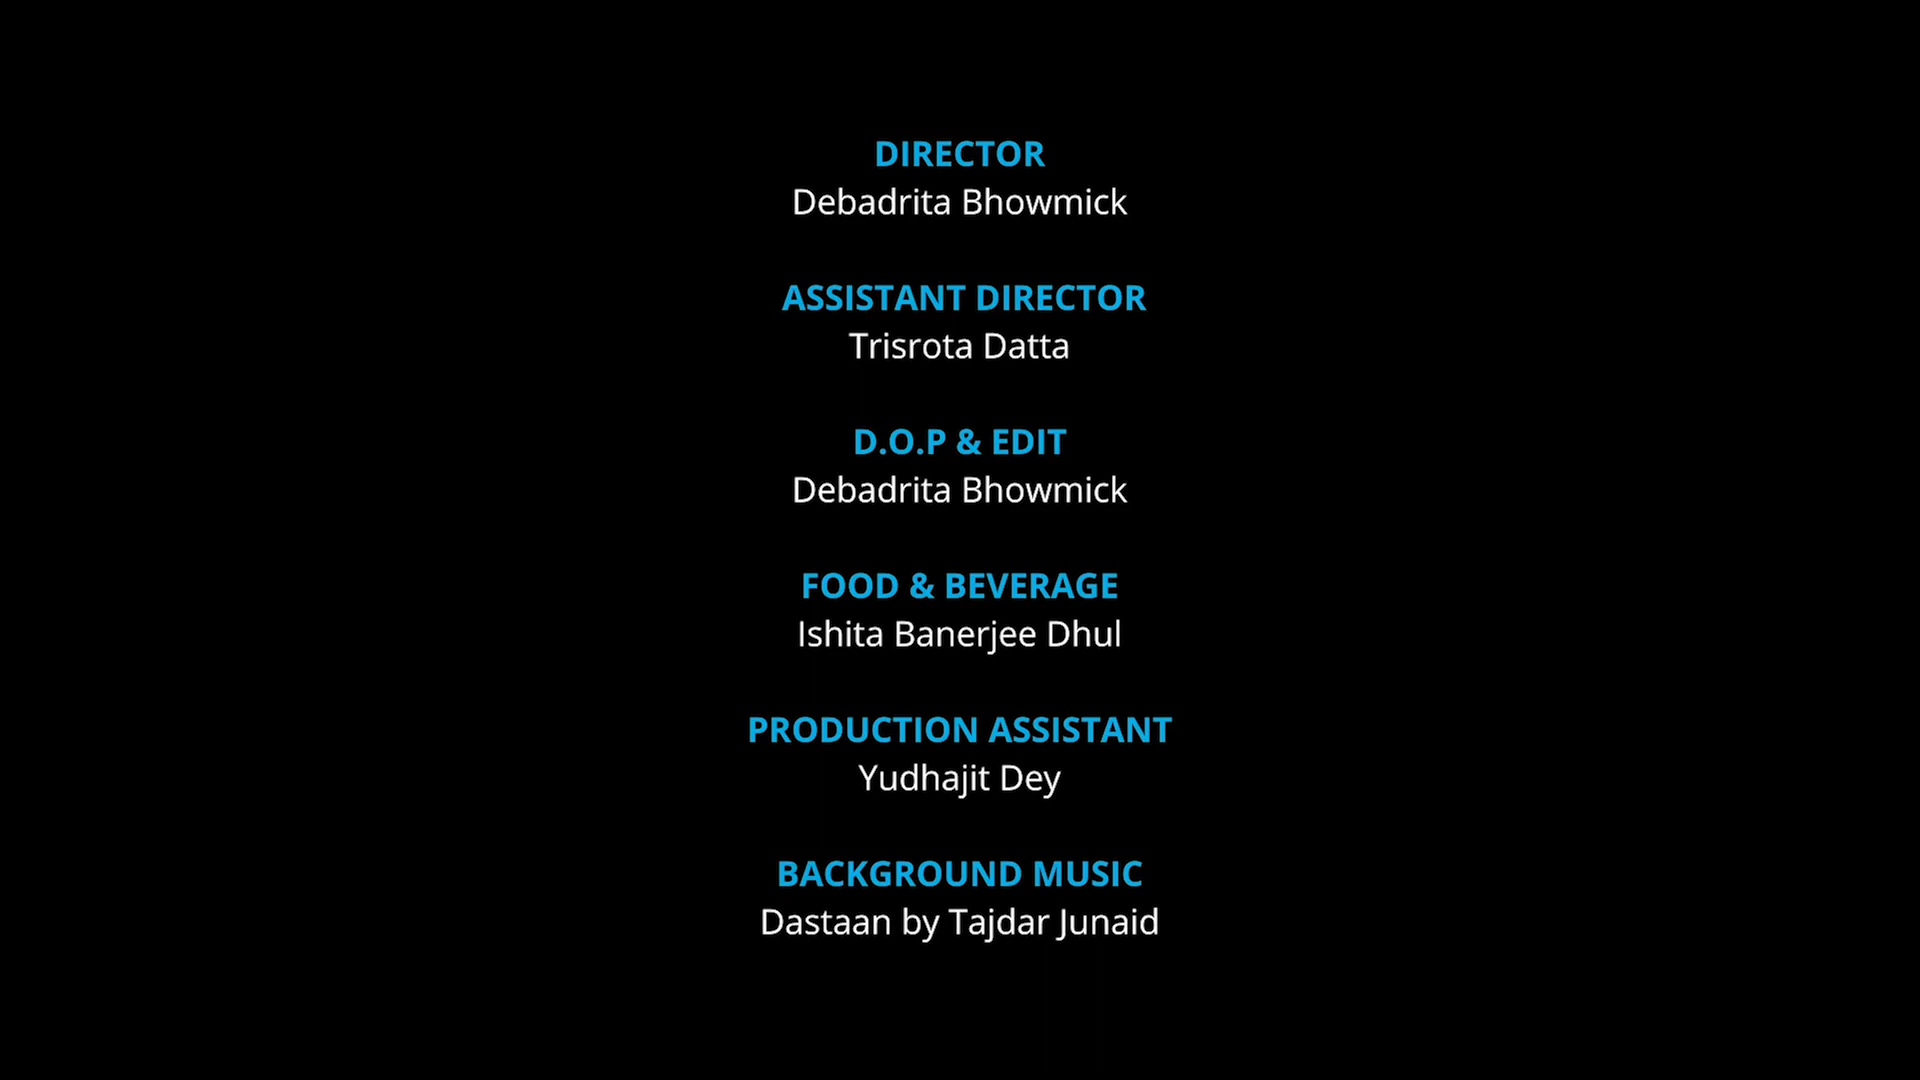 DIRECTOR
Debadrita Bhowmick
ASSISTANT DIRECTOR
Trisrota Datta
D.O.P & EDIT
Debadrita Bhowmick
FOOD & BEVERAGE
Ishita Banerjee Dhul
PRODUCTION ASSISTANT
Yudhajit Dey
BACKGROUND MUSIC
Dastaan by Tajdar Junaid